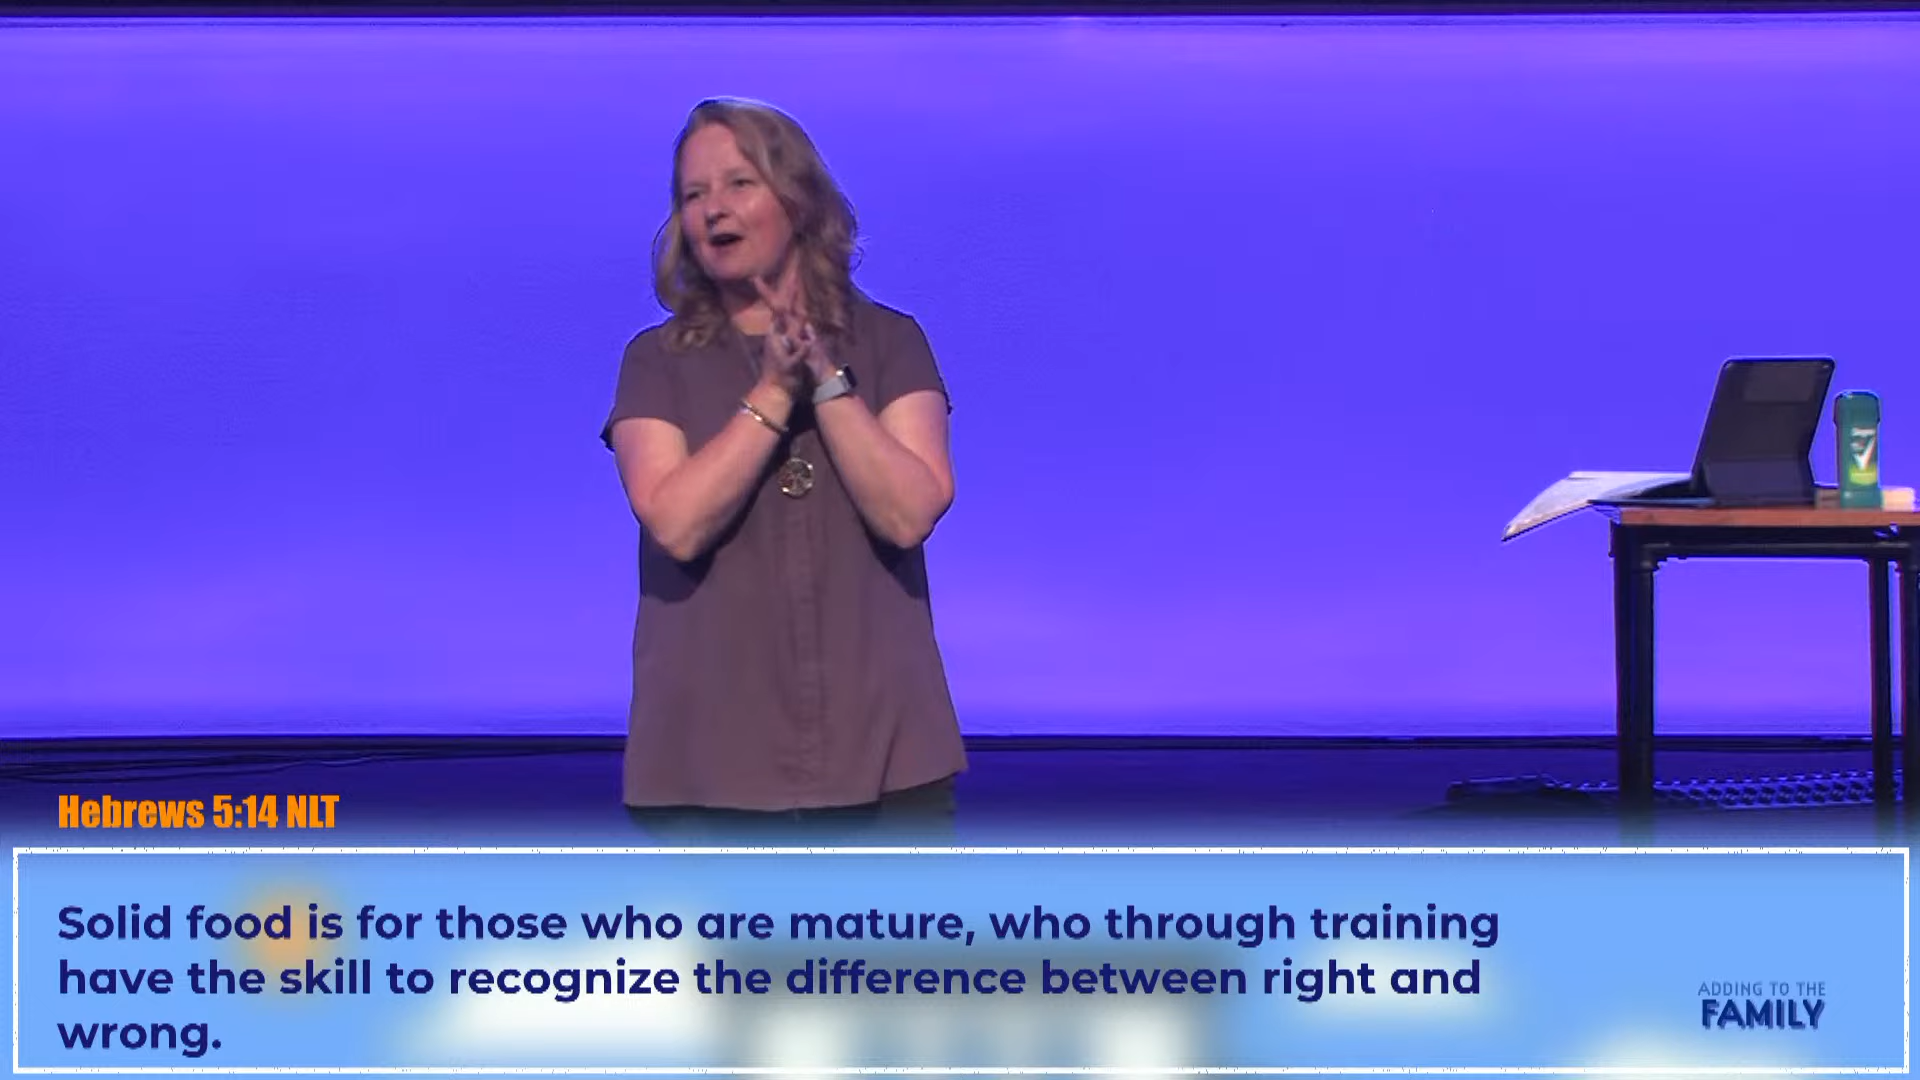 Hebrews 5:14 NLT
Solid food is for those who are mature, who through training
have the skill to recognize the difference between right and
wrong.
ADDING TO THE
FAMILY